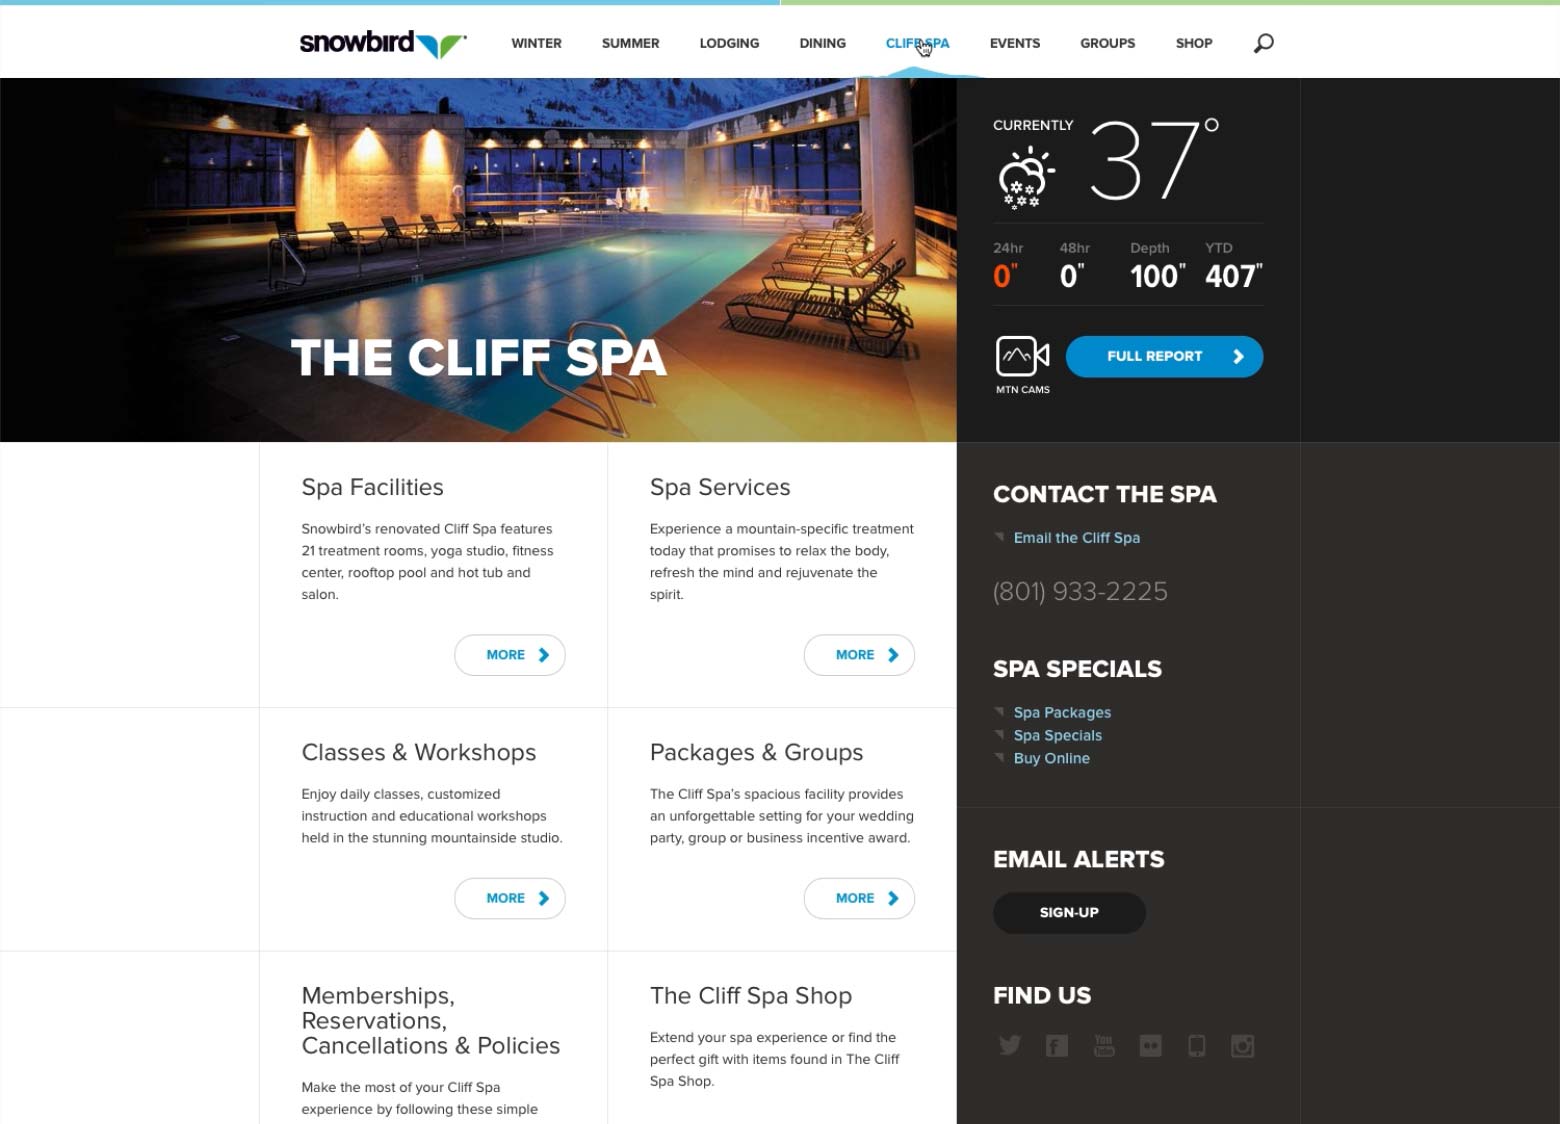 snowbird
WINTER
SUMMER
LODGING
DINING
CLIFF SPA
EVENTS
GROUPS
SHOP
THE CLIFF SPA
CURRENTLY
37°
24hr
48hr
Depth
YTD
0"
0"
100"
407"
MTN CAMS
FULL REPORT
Spa Facilities
Snowbird's renovated Cliff Spa features
21 treatment rooms, yoga studio, fitness
center, rooftop pool and hot tub and
salon.
MORE
Spa Services
Experience a mountain-specific treatment
today that promises to relax the body,
refresh the mind and rejuvenate the
spirit.
MORE
Classes & Workshops
Enjoy daily classes, customized
instruction and educational workshops
held in the stunning mountainside studio.
MORE
Packages & Groups
The Cliff Spa's spacious facility provides
an unforgettable setting for your wedding
party, group or business incentive award.
MORE
Memberships,
Reservations,
Cancellations & Policies
Make the most of your Cliff Spa
experience by following these simple
The Cliff Spa Shop
Extend your spa experience or find the
perfect gift with items found in The Cliff
Spa Shop.
CONTACT THE SPA
Email the Cliff Spa
(801) 933-2225
SPA SPECIALS
Spa Packages
Spa Specials
Buy Online
EMAIL ALERTS
SIGN-UP
FIND US
You
Tube